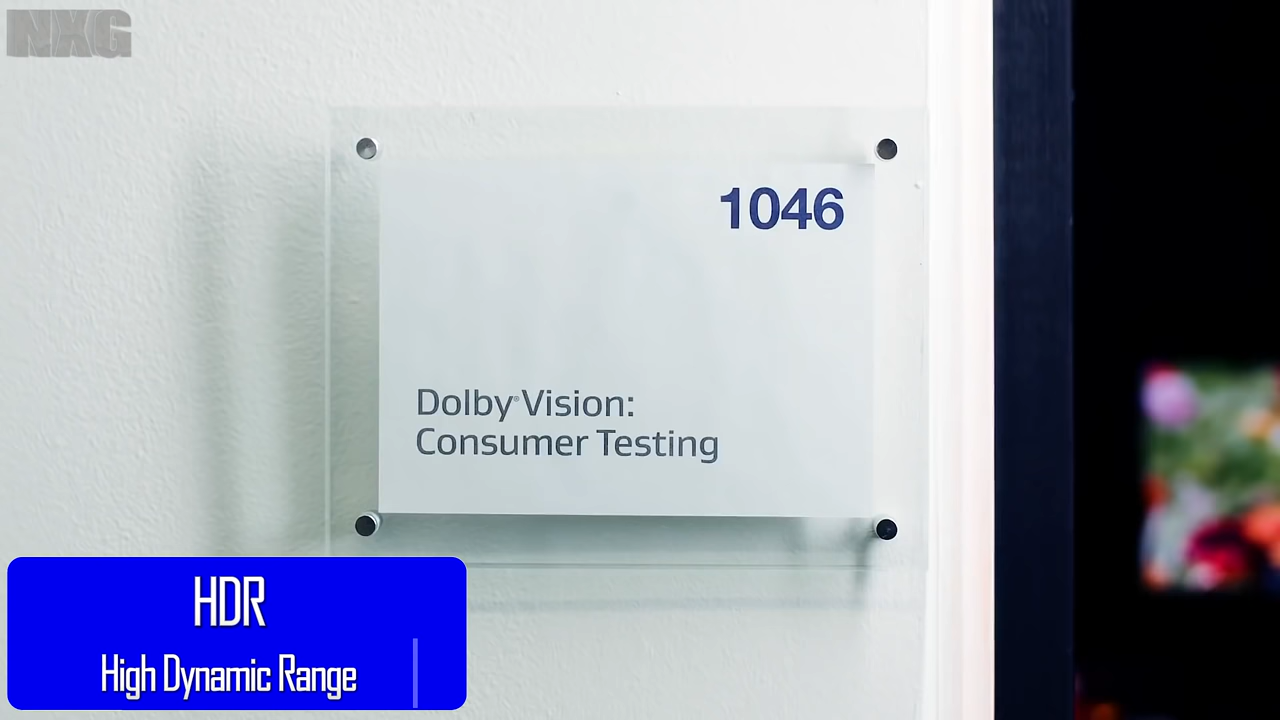 NXG
1046
Dolby® Vision:
Consumer Testing
HDR
High Dynamic Range